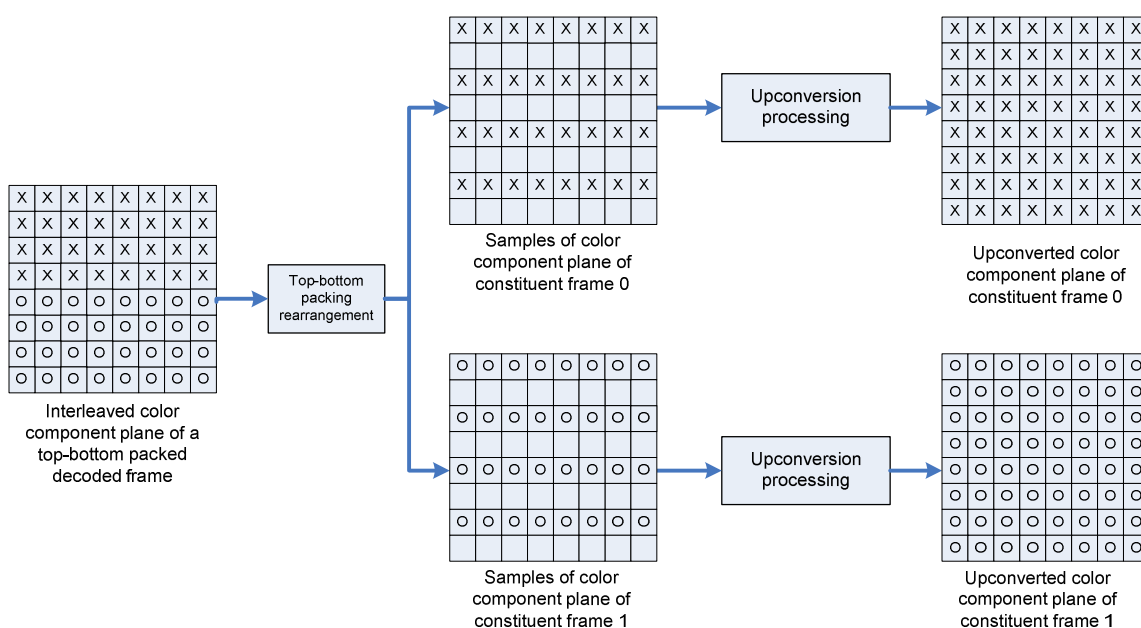 X X X X X X X X
X X X X X X X X
X X X X X X X X
X X X X X X X X
O O O O O O O O
O O O O O O O O
O O O O O O O O
O O O O O O O O
Interleaved color
component plane of a
top-bottom packed
decoded frame
Top-bottom
packing
rearrangement
X X X X X X X X
X X X X X X X X
X X X X X X X X
X X X X X X X X
Samples of color
component plane of
constituent frame 0
Upconversion
processing
X X X X X X X X
X X X X X X X X
X X X X X X X X
X X X X X X X X
X X X X X X X X
X X X X X X X X
X X X X X X X X
X X X X X X X X
Upconverted color
component plane of
constituent frame 0
O O O O O O O O
O O O O O O O O
O O O O O O O O
O O O O O O O O
Samples of color
component plane of
constituent frame 1
Upconversion
processing
O O O O O O O O
O O O O O O O O
O O O O O O O O
O O O O O O O O
O O O O O O O O
O O O O O O O O
O O O O O O O O
O O O O O O O O
Upconverted color
component plane of
constituent frame 1